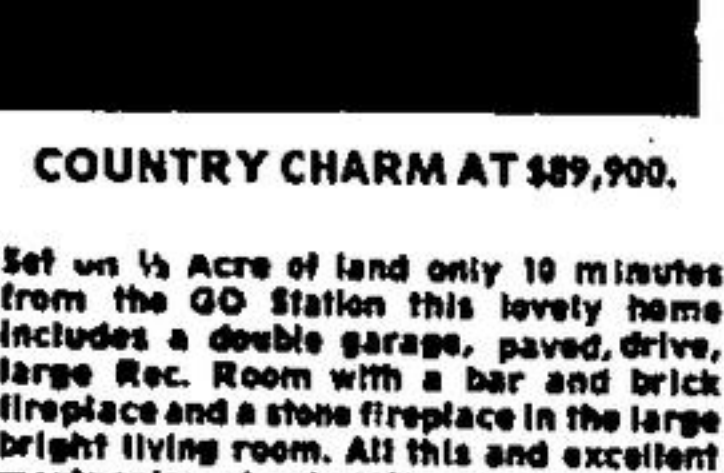 COUNTRY CHARM AT $89,900.
Set on ½ Acre of land only 10 minutes
from the GO Station this lovely home
includes a double garage, paved, drive,
large Rec. Room with a bar and brick
fireplace and a stone fireplace in the large
bright living room. All this and excellent